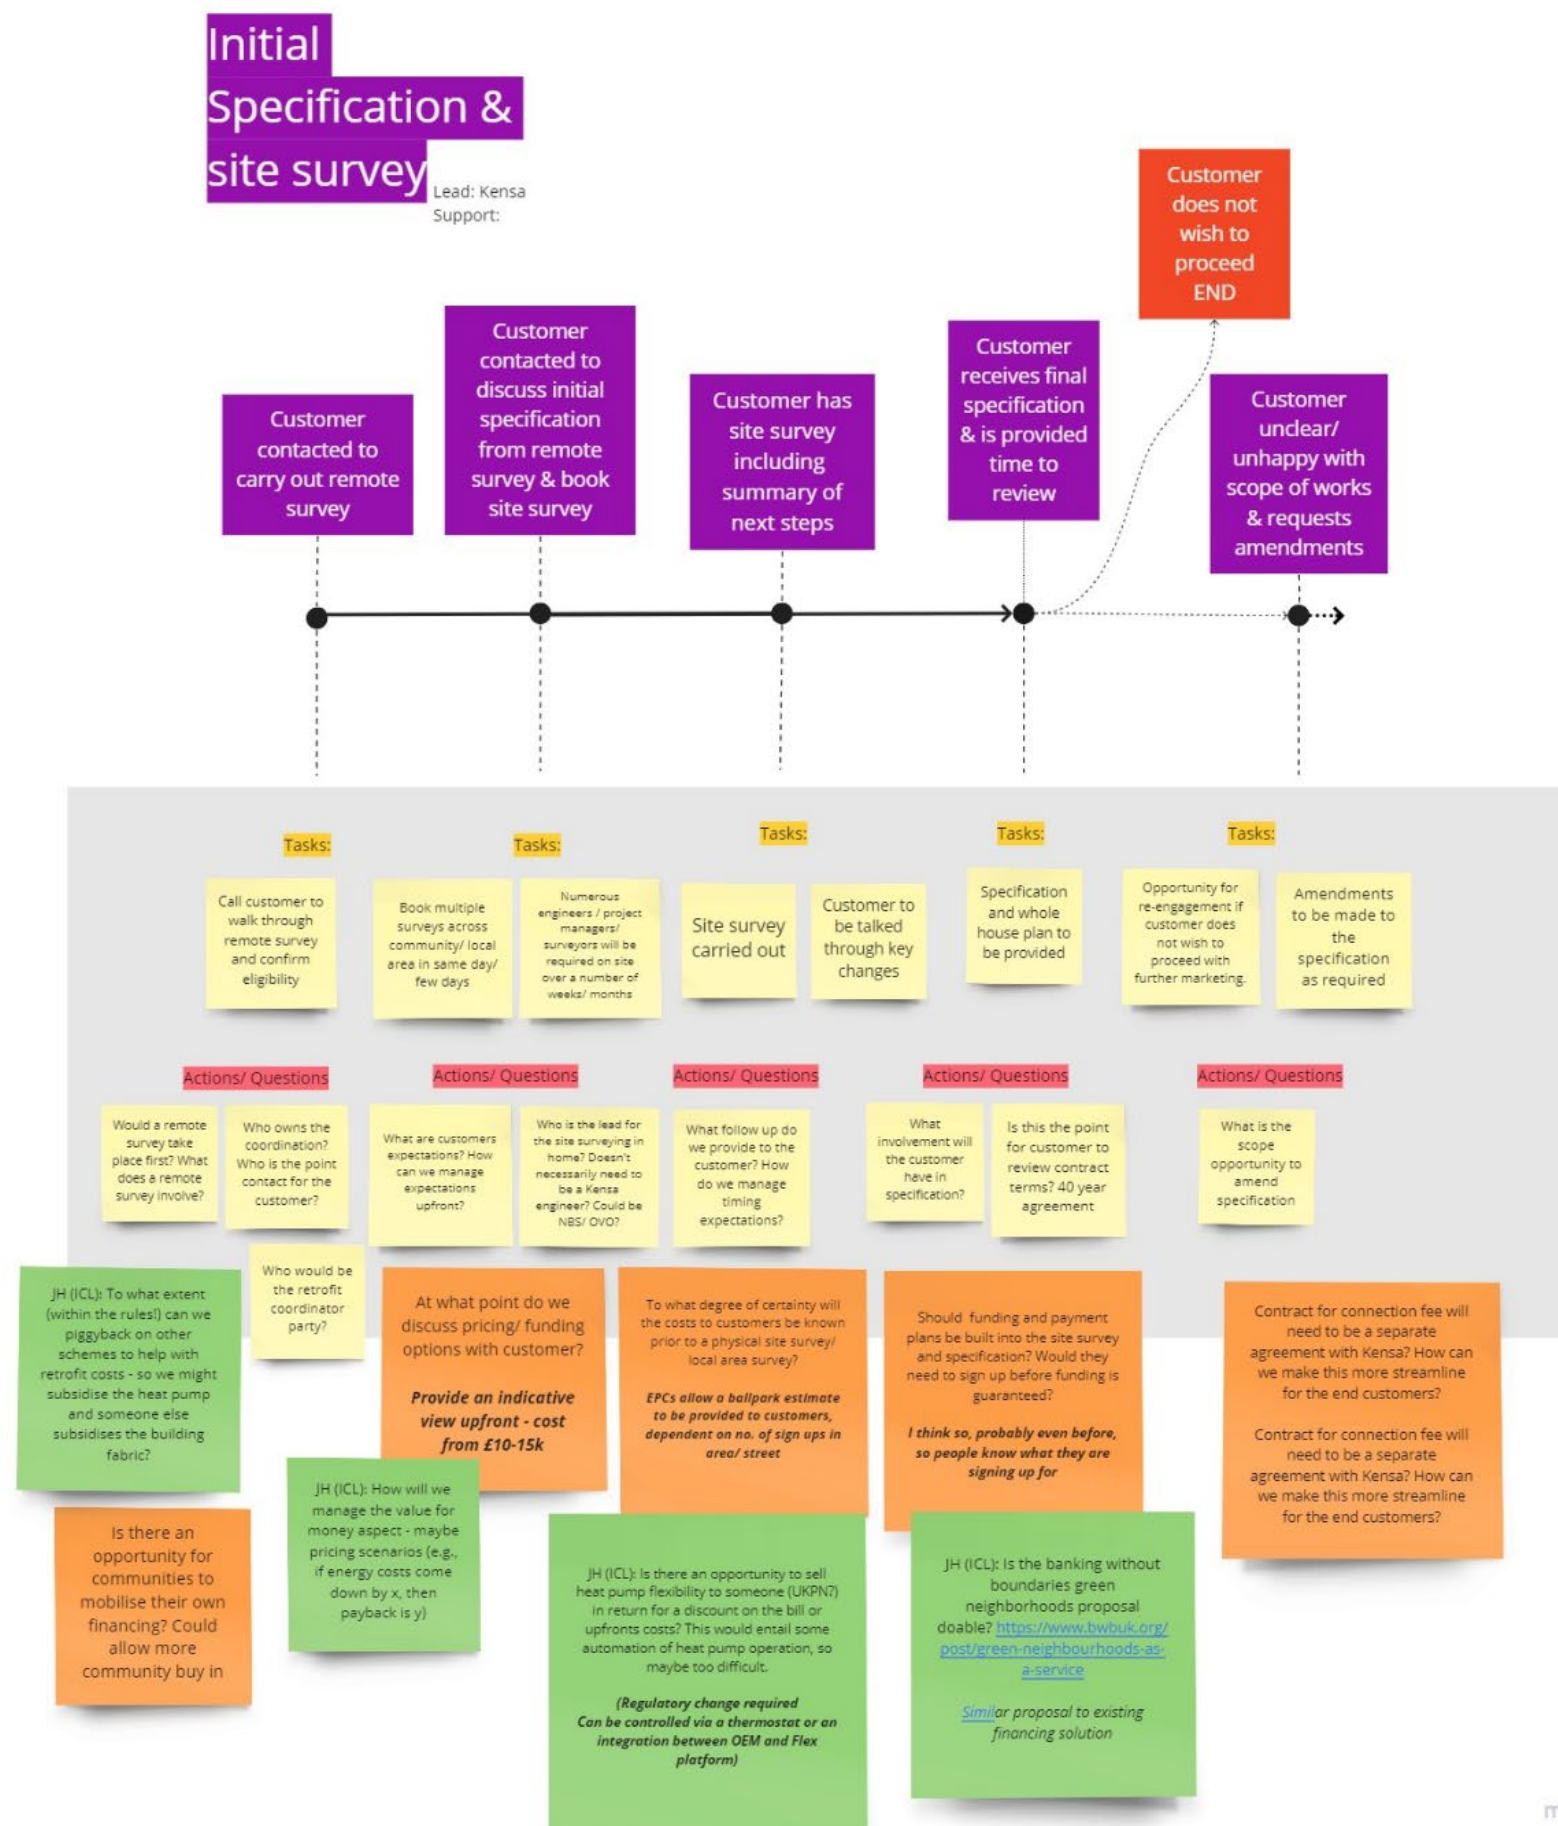 Initial
Specification &
site survey
Lead: Kensa
Support:
Customer
does not
wish to
proceed
END
Customer
contacted to
carry out remote
survey
Customer
contacted to
discuss initial
specification
from remote
survey & book
site survey
Customer has
site survey
including
summary of
next steps
Customer
receives final
specification
& is provided
time to
review
Customer
unclear/
unhappy with
scope of works
& requests
amendments
Tasks:
Tasks:
Tasks:
Tasks:
Tasks:
Call customer to
walk through
remote survey
and confirm
eligibility
Book multiple
surveys across
community/ local
area in same day/
few days
Numerous
engineers / project
managers/
surveyors will be
required on site
over a number of
weeks/ months
Site survey
carried out
Customer to
be talked
through key
changes
Specification
and whole
house plan to
be provided
Opportunity for
re-engagement if
customer does
not wish to
proceed with
further marketing.
Amendments
to be made to
the
specification
as required
Actions/ Questions
Actions/ Questions
Actions/ Questions
Actions/ Questions
Actions/ Questions
Would a remote
survey take
place first? What
does a remote
survey involve?
Who owns the
coordination?
Who is the point
contact for the
customer?
What are customers
expectations? How
can we manage
expectations
upfront?
Who is the lead for
the site surveying in
home? Doesn't
necessarily need to
be a Kensa
engineer? Could be
NBS/ OVO?
What follow up do
we provide to the
customer? How
do we manage
timing
expectations?
What
involvement will
the customer
have in
specification?
Is this the point
for customer to
review contract
terms? 40 year
agreement
What is the
scope
opportunity to
amend
specification
Who would be
the retrofit
coordinator
party?
JH (ICL): To what extent
(within the rules!) can we
piggyback on other
schemes to help with
retrofit costs - so we might
subsidise the heat pump
and someone else
subsidises the building
fabric?
At what point do we
discuss pricing/ funding
options with customer?
Provide an indicative
view upfront - cost
from £10-15k
To what degree of certainty will
the costs to customers be known
prior to a physical site survey/
local area survey?
EPCs allow a ballpark estimate
to be provided to customers,
dependent on no. of sign ups in
area/ street
Should funding and payment
plans be built into the site survey
and specification? Would they
need to sign up before funding is
guaranteed?
I think so, probably even before,
so people know what they are
signing up for
Contract for connection fee will
need to be a separate
agreement with Kensa? How can
we make this more streamline
for the end customers?
Contract for connection fee will
need to be a separate
agreement with Kensa? How can
we make this more streamline
for the end customers?
Is there an
opportunity for
communities to
mobilise their own
financing? Could
allow more
community buy in
JH (ICL): How will we
manage the value for
money aspect - maybe
pricing scenarios (e.g.,
if energy costs come
down by x, then
payback is y)
JH (ICL): Is there an opportunity to sell
heat pump flexibility to someone (UKPN?)
in return for a discount on the bill or
upfronts costs? This would entail some
automation of heat pump operation, so
maybe too difficult.
(Regulatory change required
Can be controlled via a thermostat or an
integration between OEM and Flex
platform)
JH (ICL): Is the banking without
boundaries green
neighborhoods proposal
doable? https://www.bwbuk.org/
post/green-neighbourhoods-as-
a-service
Similar proposal to existing
financing solution